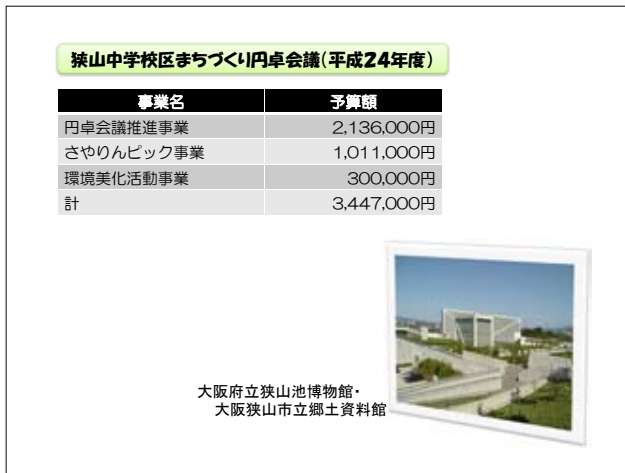 狭山中学校区まちづくり円卓会議（平成24年度）
事業名 予算額
円卓会議推進事業 2,136,000円
さやりんピック事業 1,011,000円
環境美化活動事業 300,000円
計 3,447,000円
大阪府立狭山池博物館・
大阪狭山市立郷土資料館